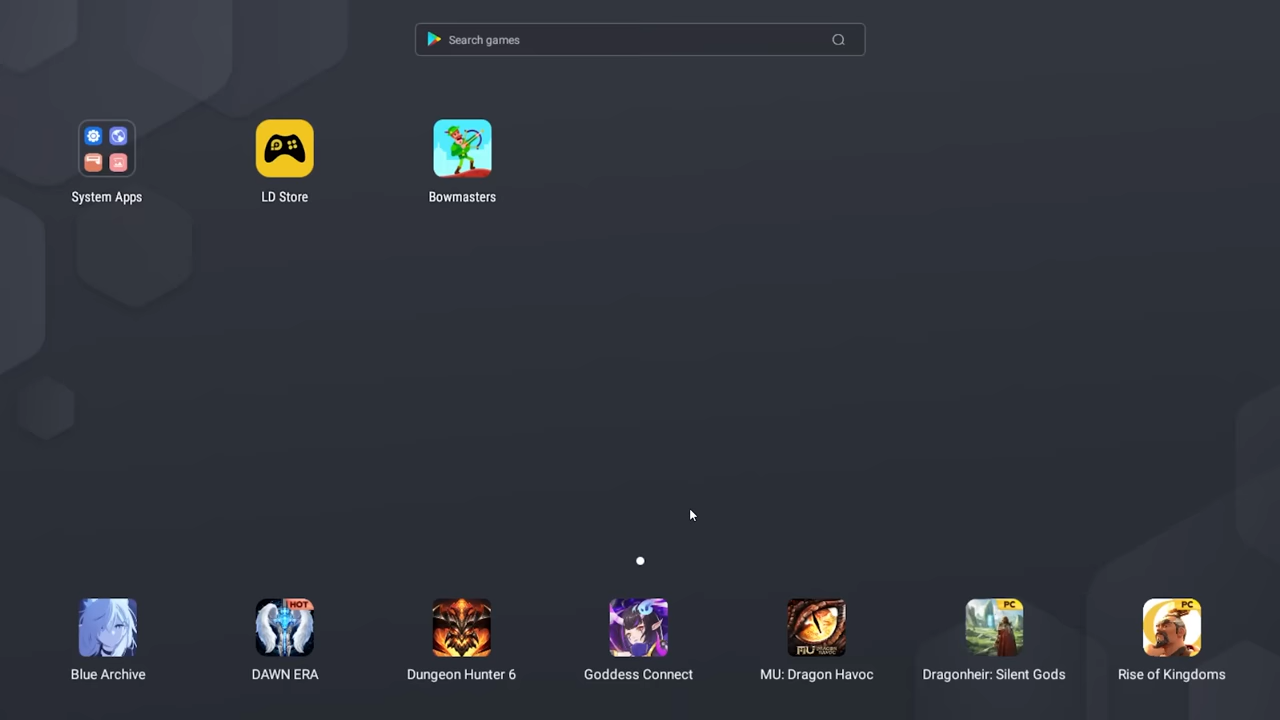 Search games
System Apps
LD Store
Bowmasters
HOT
PC
PC
MU
Blue Archive
DAWN ERA
Dungeon Hunter 6
Goddess Connect
MU: Dragon Havoc
Dragonheir: Silent Gods
Rise of Kingdoms